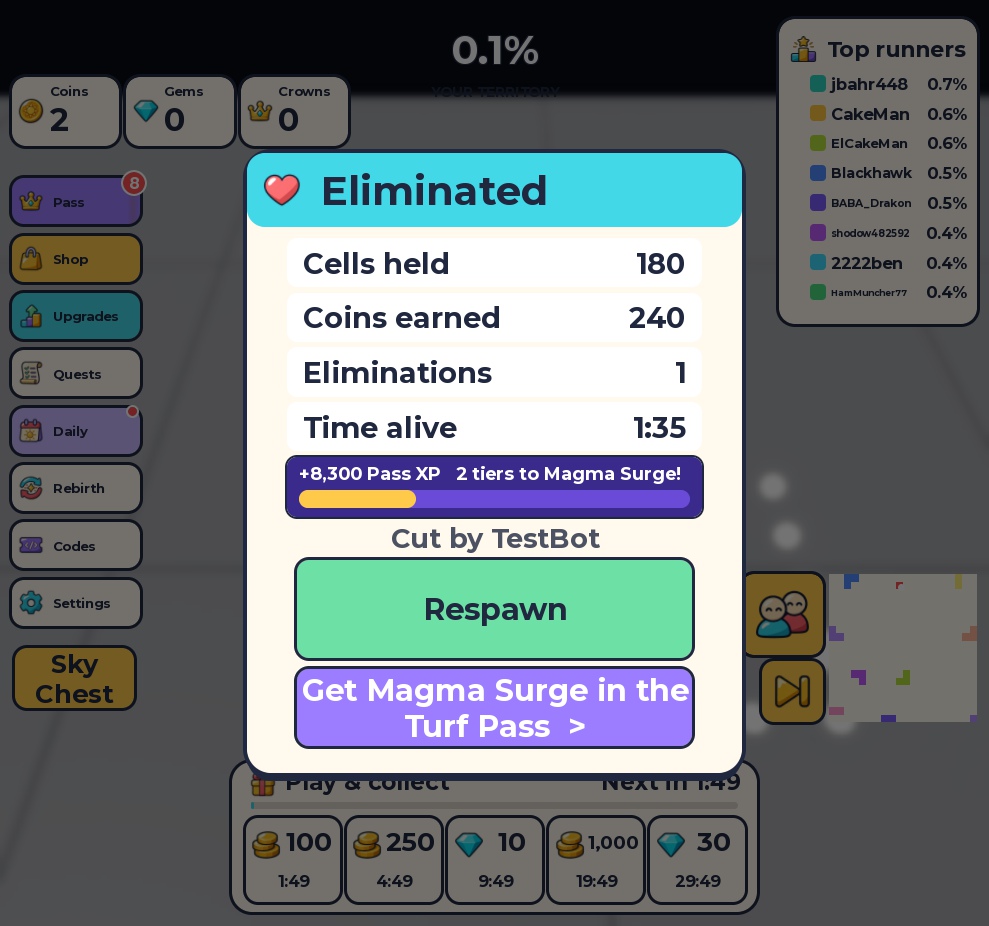 0.1%
YOUR TERRITORY
Coins
2
Gems
0
Crowns
0
Top runners
jbahr448 0.7%
CakeMan 0.6%
ElCakeMan 0.6%
Blackhawk 0.5%
BABA_Drakon 0.5%
shodow482592 0.4%
2222ben 0.4%
HamMuncher77 0.4%
8
Pass
Shop
Upgrades
Quests
Daily
Rebirth
Codes
Settings
Sky
Chest
Eliminated
Cells held 180
Coins earned 240
Eliminations 1
Time alive 1:35
+8,300 Pass XP 2 tiers to Magma Surge!
Cut by TestBot
Respawn
Get Magma Surge in the
Turf Pass >
Play & collect Next in 1:49
100 250 10 1,000 30
1:49 4:49 9:49 19:49 29:49